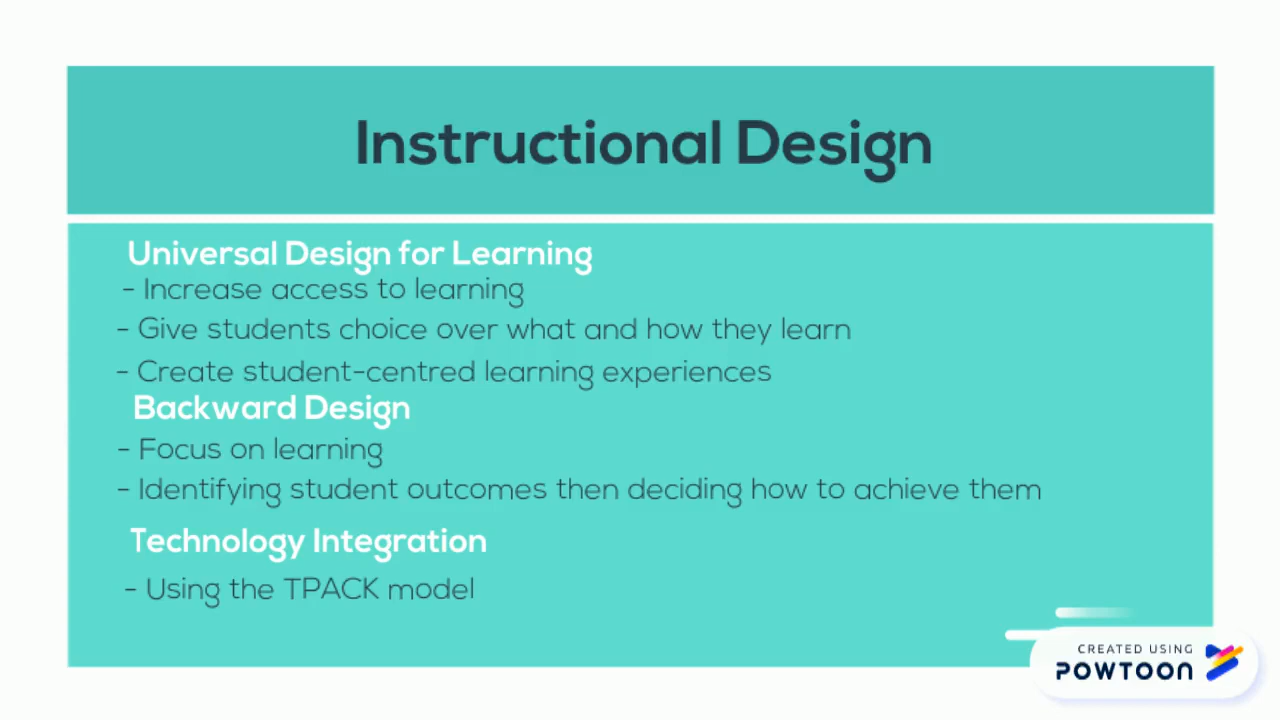 Instructional Design
Universal Design for Learning
- Increase access to learning
- Give students choice over what and how they learn
- Create student-centred learning experiences
Backward Design
- Focus on learning
- Identifying student outcomes then deciding how to achieve them
Technology Integration
- Using the TPACK model
CREATED USING
POWTOON